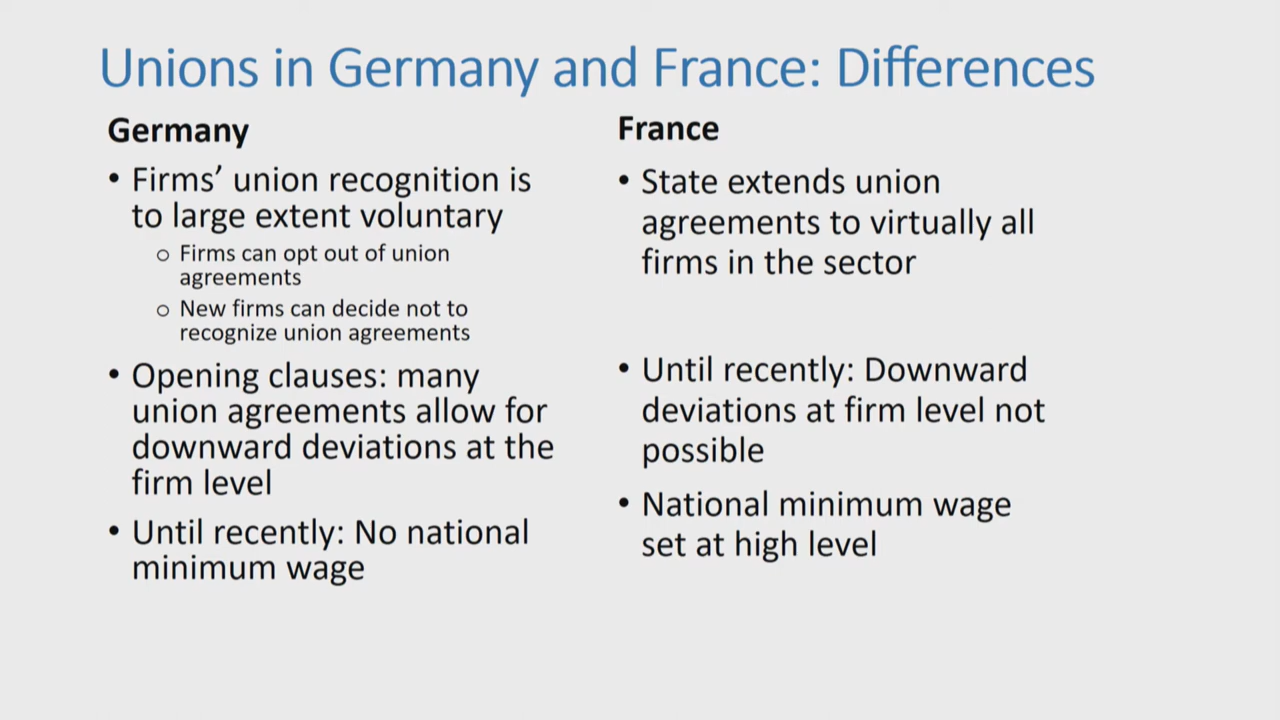 Unions in Germany and France: Differences
Germany
• Firms’ union recognition is
to large extent voluntary
o Firms can opt out of union
agreements
o New firms can decide not to
recognize union agreements
• Opening clauses: many
union agreements allow for
downward deviations at the
firm level
• Until recently: No national
minimum wage
France
• State extends union
agreements to virtually all
firms in the sector
• Until recently: Downward
deviations at firm level not
possible
• National minimum wage
set at high level